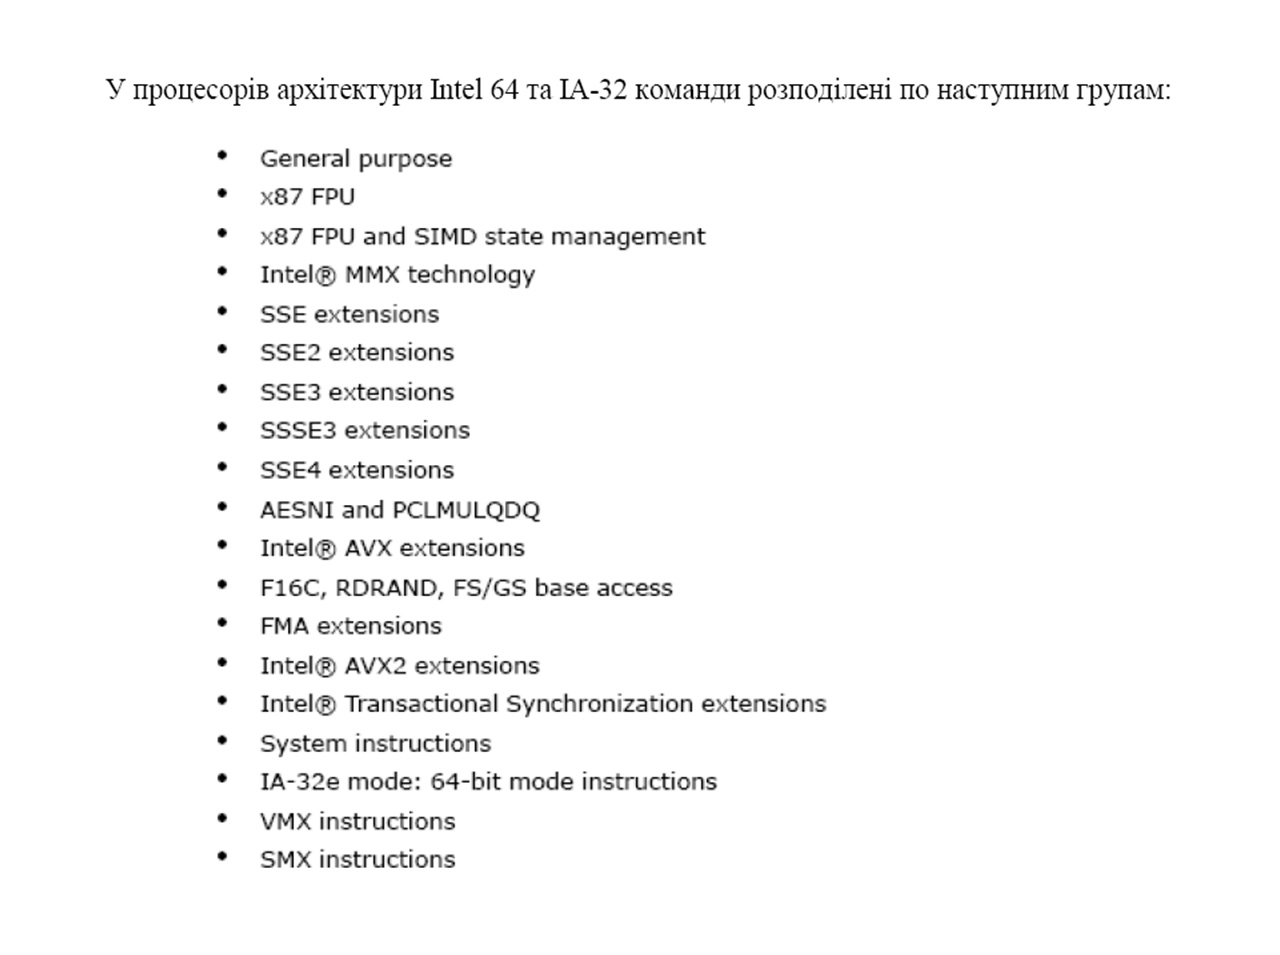 У процесорів архітектури Intel 64 та IA-32 команди розподілені по наступним групам:
• General purpose
• x87 FPU
• x87 FPU and SIMD state management
• Intel® MMX technology
• SSE extensions
• SSE2 extensions
• SSE3 extensions
• SSSE3 extensions
• SSE4 extensions
• AESNI and PCLMULQDQ
• Intel® AVX extensions
• F16C, RDRAND, FS/GS base access
• FMA extensions
• Intel® AVX2 extensions
• Intel® Transactional Synchronization extensions
• System instructions
• IA-32e mode: 64-bit mode instructions
• VMX instructions
• SMX instructions